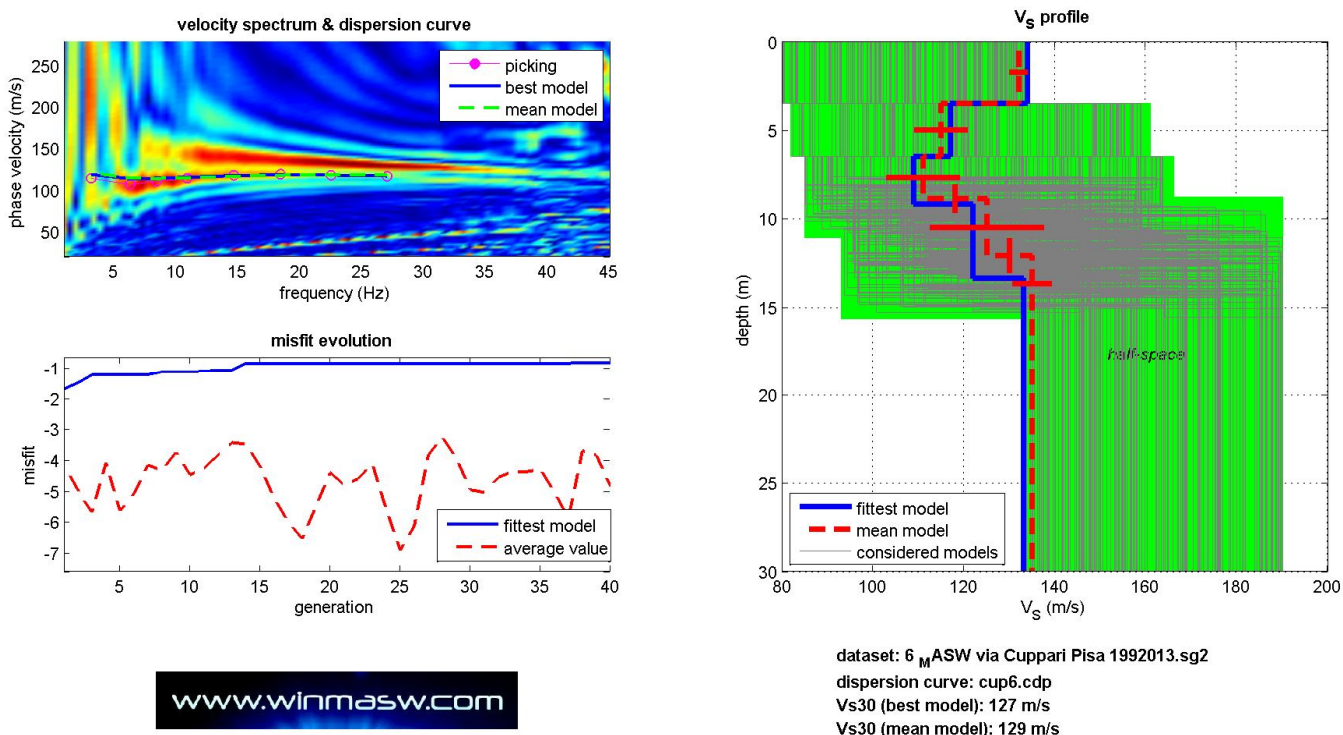 velocity spectrum & dispersion curve
phase velocity (m/s)
250
200
150
100
50
picking
best model
mean model
5 10 15 20 25 30 35 40 45
frequency (Hz)
misfit evolution
misfit
-1
-2
-3
-4
-5
-6
-7
fittest model
average value
5 10 15 20 25 30 35 40
generation
www.winmasw.com
VS profile
depth (m)
0
5
10
15
20
25
30
half-space
fittest model
mean model
considered models
80 100 120 140 160 180 200
VS (m/s)
dataset: 6 MASW via Cuppari Pisa 1992013.sg2
dispersion curve: cup6.cdp
Vs30 (best model): 127 m/s
Vs30 (mean model): 129 m/s